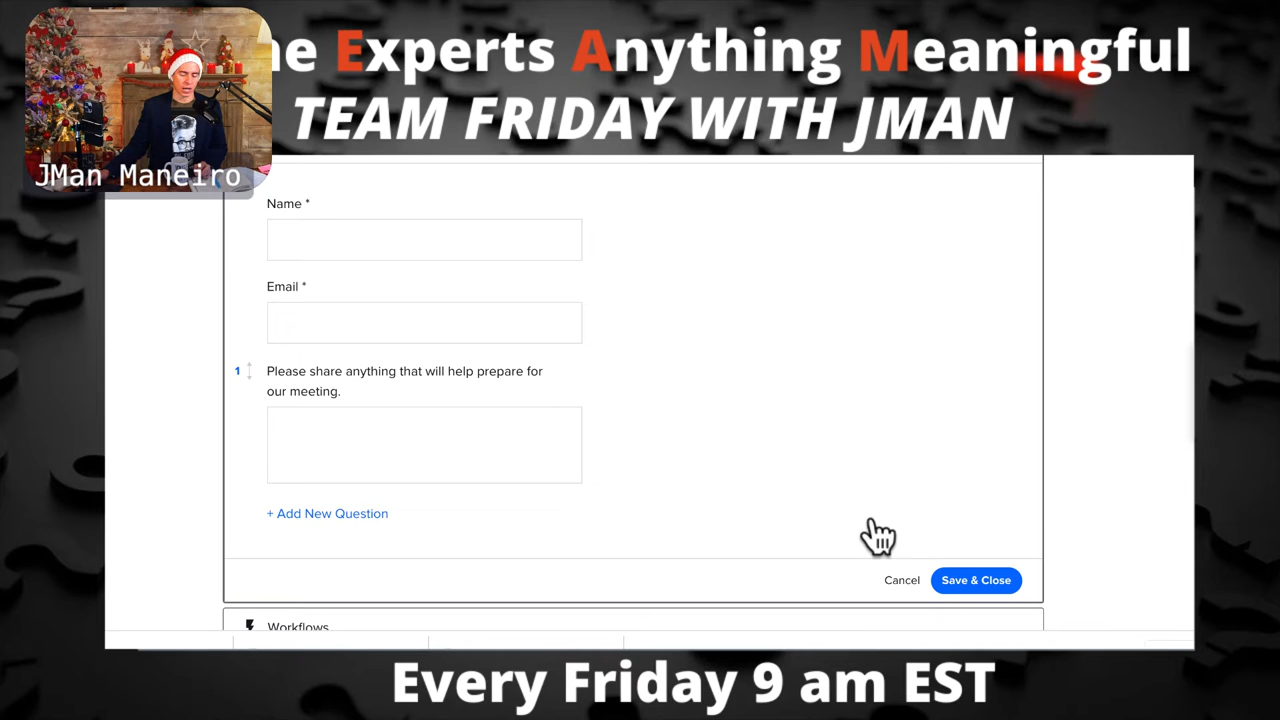 ne Experts Anything Meaningful
TEAM FRIDAY WITH JMAN
JMan Maneiro
Name *
Email *
1 Please share anything that will help prepare for
our meeting.
+ Add New Question
Cancel Save & Close
Workflows
Every Friday 9 am EST